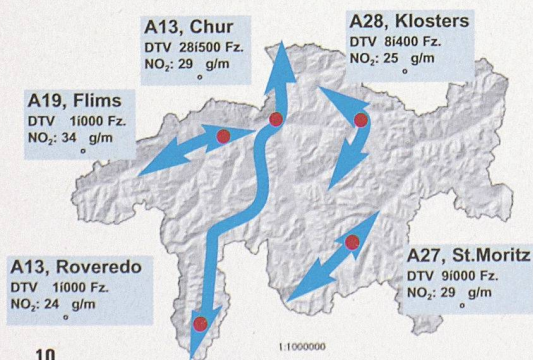 A13, Chur
DTV 28í500 Fz.
NO₂: 29 g/m
°
A28, Klosters
DTV 8í400 Fz.
NO₂: 25 g/m
°
A19, Flims
DTV 1í000 Fz.
NO₂: 34 g/m
°
A13, Roveredo
DTV 1í000 Fz.
NO₂: 24 g/m
°
A27, St.Moritz
DTV 9í000 Fz.
NO₂: 29 g/m
°
10
1:1000000